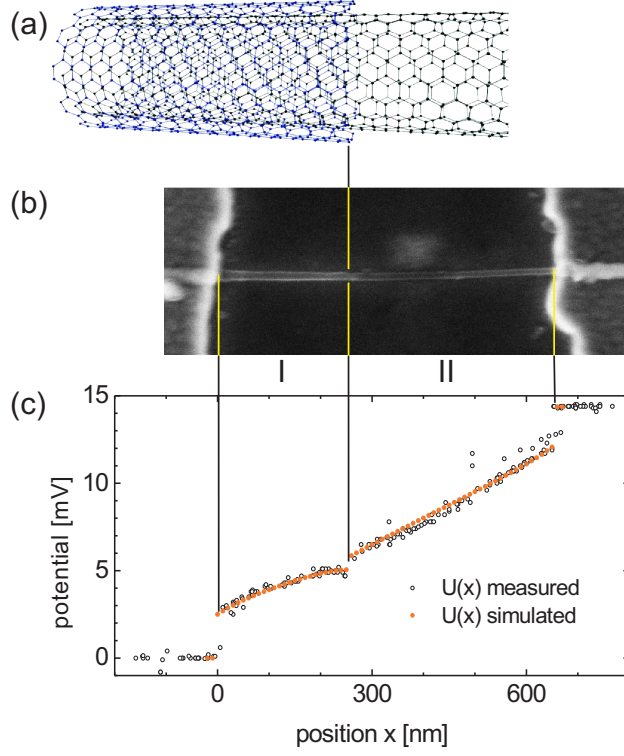 (a)
(b)
I II
(c)
15
10
5
0
potential [mV]
U(x) measured
U(x) simulated
0 300 600
position x [nm]